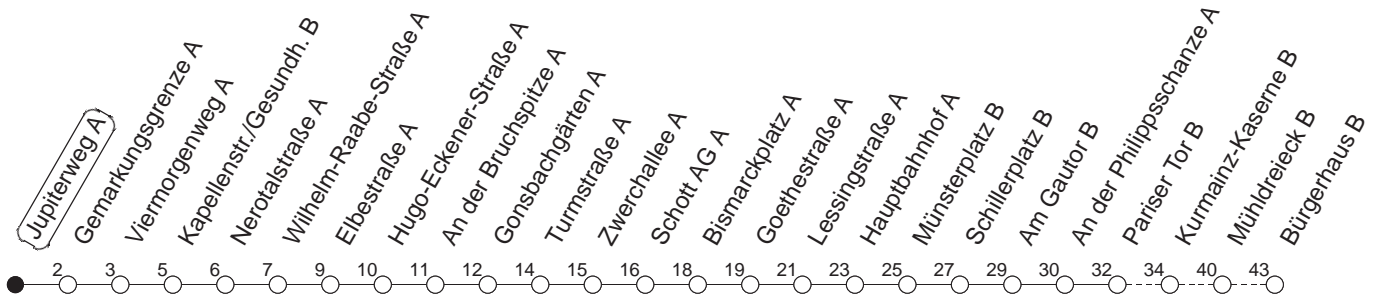 Jupiterweg A
Gemarkungsgrenze A
Viermorgenweg A
Kapellenstr./Gesundh. B
Nerotalstraße A
Wilhelm-Raabe-Straße A
Elbestraße A
Hugo-Eckener-Straße A
An der Bruchspitze A
Gonsbachgärten A
Turmstraße A
Zwerchallee A
Schott AG A
Bismarckplatz A
Goethestraße A
Lessingstraße A
Hauptbahnhof A
Münsterplatz B
Schillerplatz B
Am Gautor B
An der Philippsschanze A
Pariser Tor B
Kurmainz-Kaserne B
Mühldreieck B
Bürgerhaus B
2 3 5 6 7 9 10 11 12 14 15 16 18 19 21 23 25 27 29 30 32 34 40 43